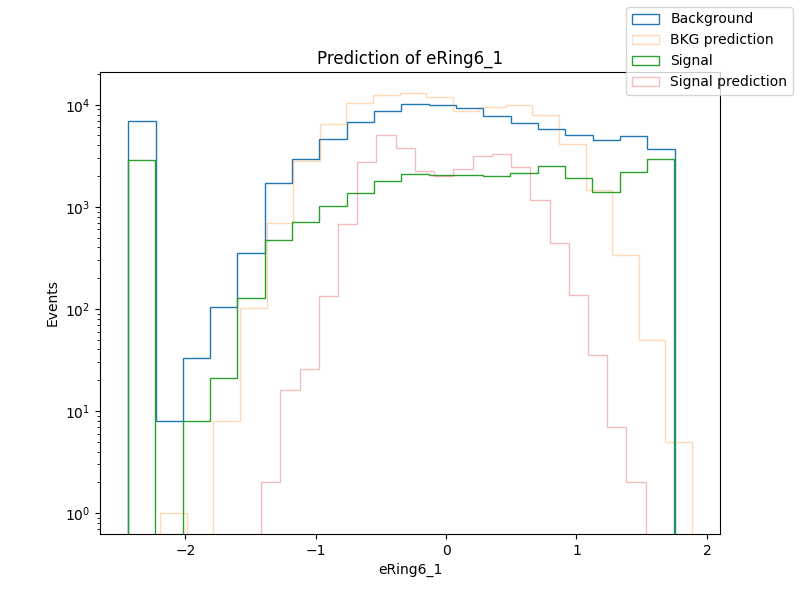 Prediction of eRing6_1
Background
BKG prediction
Signal
Signal prediction
Events
10⁴
10³
10²
10¹
10⁰
−2
−1
0
1
2
eRing6_1